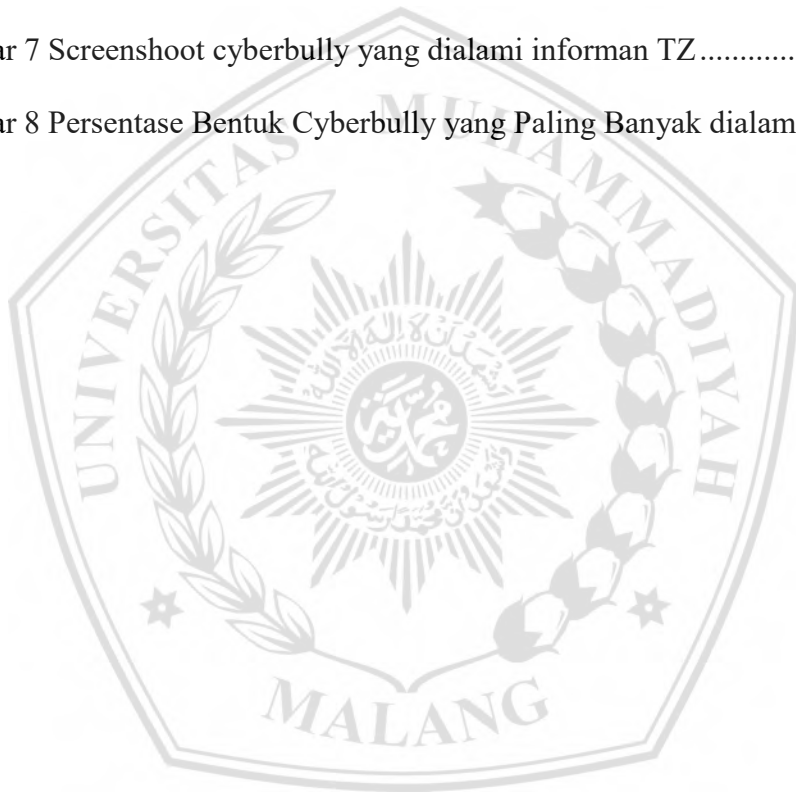 ar 7 Screenshoot cyberbully yang dialami informan TZ............
ar 8 Persentase Bentuk Cyberbully yang Paling Banyak dialam
UNIVERSITAS MUHAMMADIYAH
MALANG